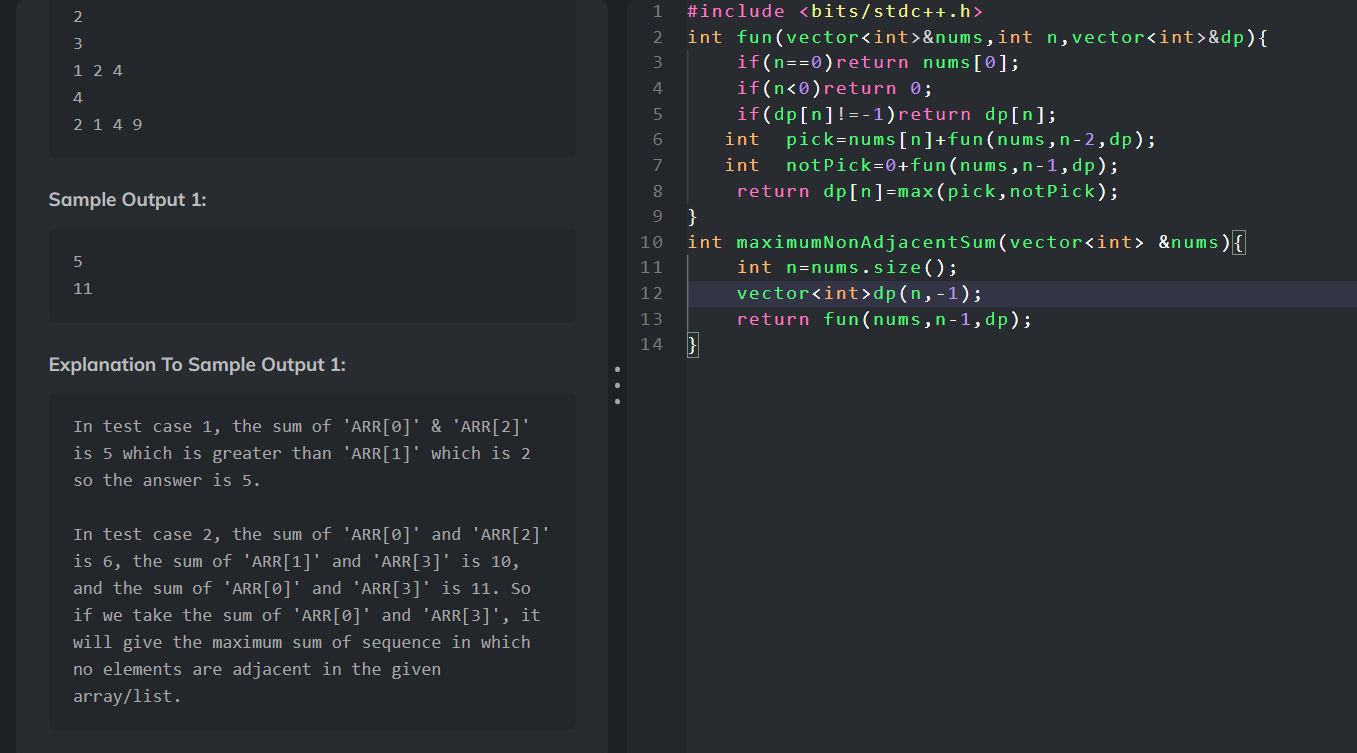 2
3
1 2 4
4
2 1 4 9
Sample Output 1:
5
11
Explanation To Sample Output 1:
In test case 1, the sum of 'ARR[0]' & 'ARR[2]'
is 5 which is greater than 'ARR[1]' which is 2
so the answer is 5.
In test case 2, the sum of 'ARR[0]' and 'ARR[2]'
is 6, the sum of 'ARR[1]' and 'ARR[3]' is 10,
and the sum of 'ARR[0]' and 'ARR[3]' is 11. So
if we take the sum of 'ARR[0]' and 'ARR[3]', it
will give the maximum sum of sequence in which
no elements are adjacent in the given
array/list.
1 #include <bits/stdc++.h>
2 int fun(vector<int>&nums,int n,vector<int>&dp){
3     if(n==0)return nums[0];
4     if(n<0)return 0;
5     if(dp[n]!=-1)return dp[n];
6    int  pick=nums[n]+fun(nums,n-2,dp);
7    int  notPick=0+fun(nums,n-1,dp);
8     return dp[n]=max(pick,notPick);
9 }
10 int maximumNonAdjacentSum(vector<int> &nums){
11     int n=nums.size();
12     vector<int>dp(n,-1);
13     return fun(nums,n-1,dp);
14 }